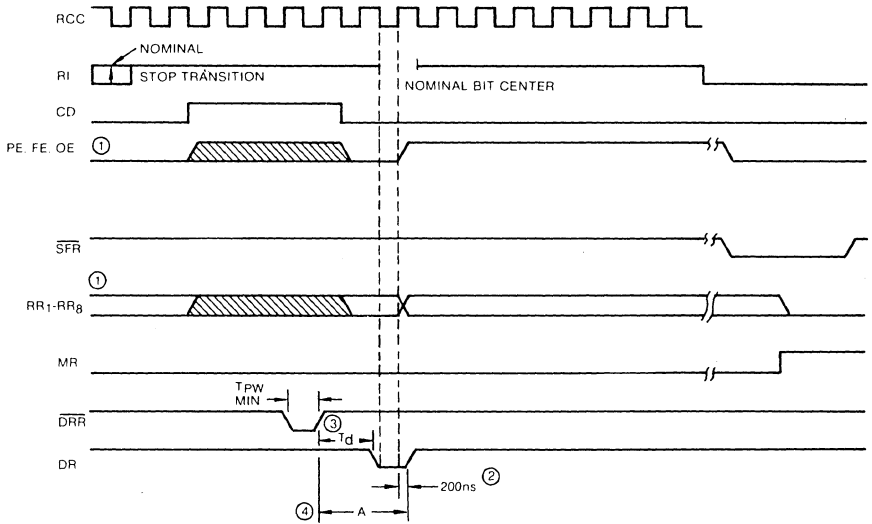 RCC
NOMINAL
RI
STOP TRANSITION
NOMINAL BIT CENTER
CD
PE. FE. OE ①
SFR
①
RR1-RR8
MR
TPW
MIN
DRR
③
Td
DR
200ns ②
④ A